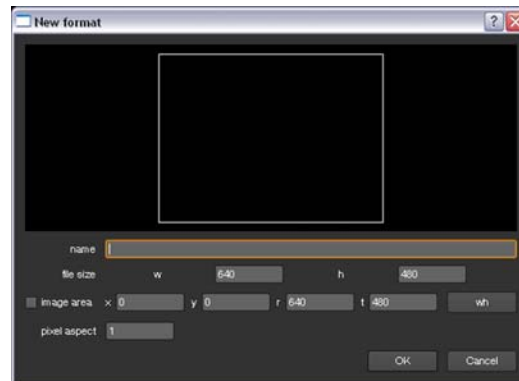 New format
name
file size w 640 h 480
image area x 0 y 0 r 640 t 480 wh
pixel aspect 1
OK Cancel